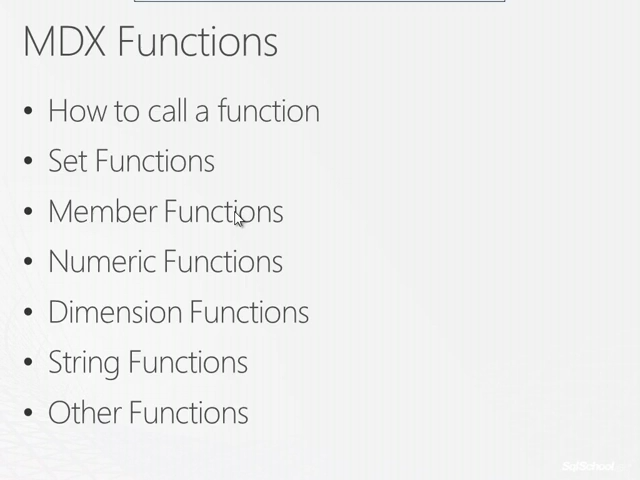 MDX Functions
• How to call a function
• Set Functions
• Member Functions
• Numeric Functions
• Dimension Functions
• String Functions
• Other Functions
SqlSchool